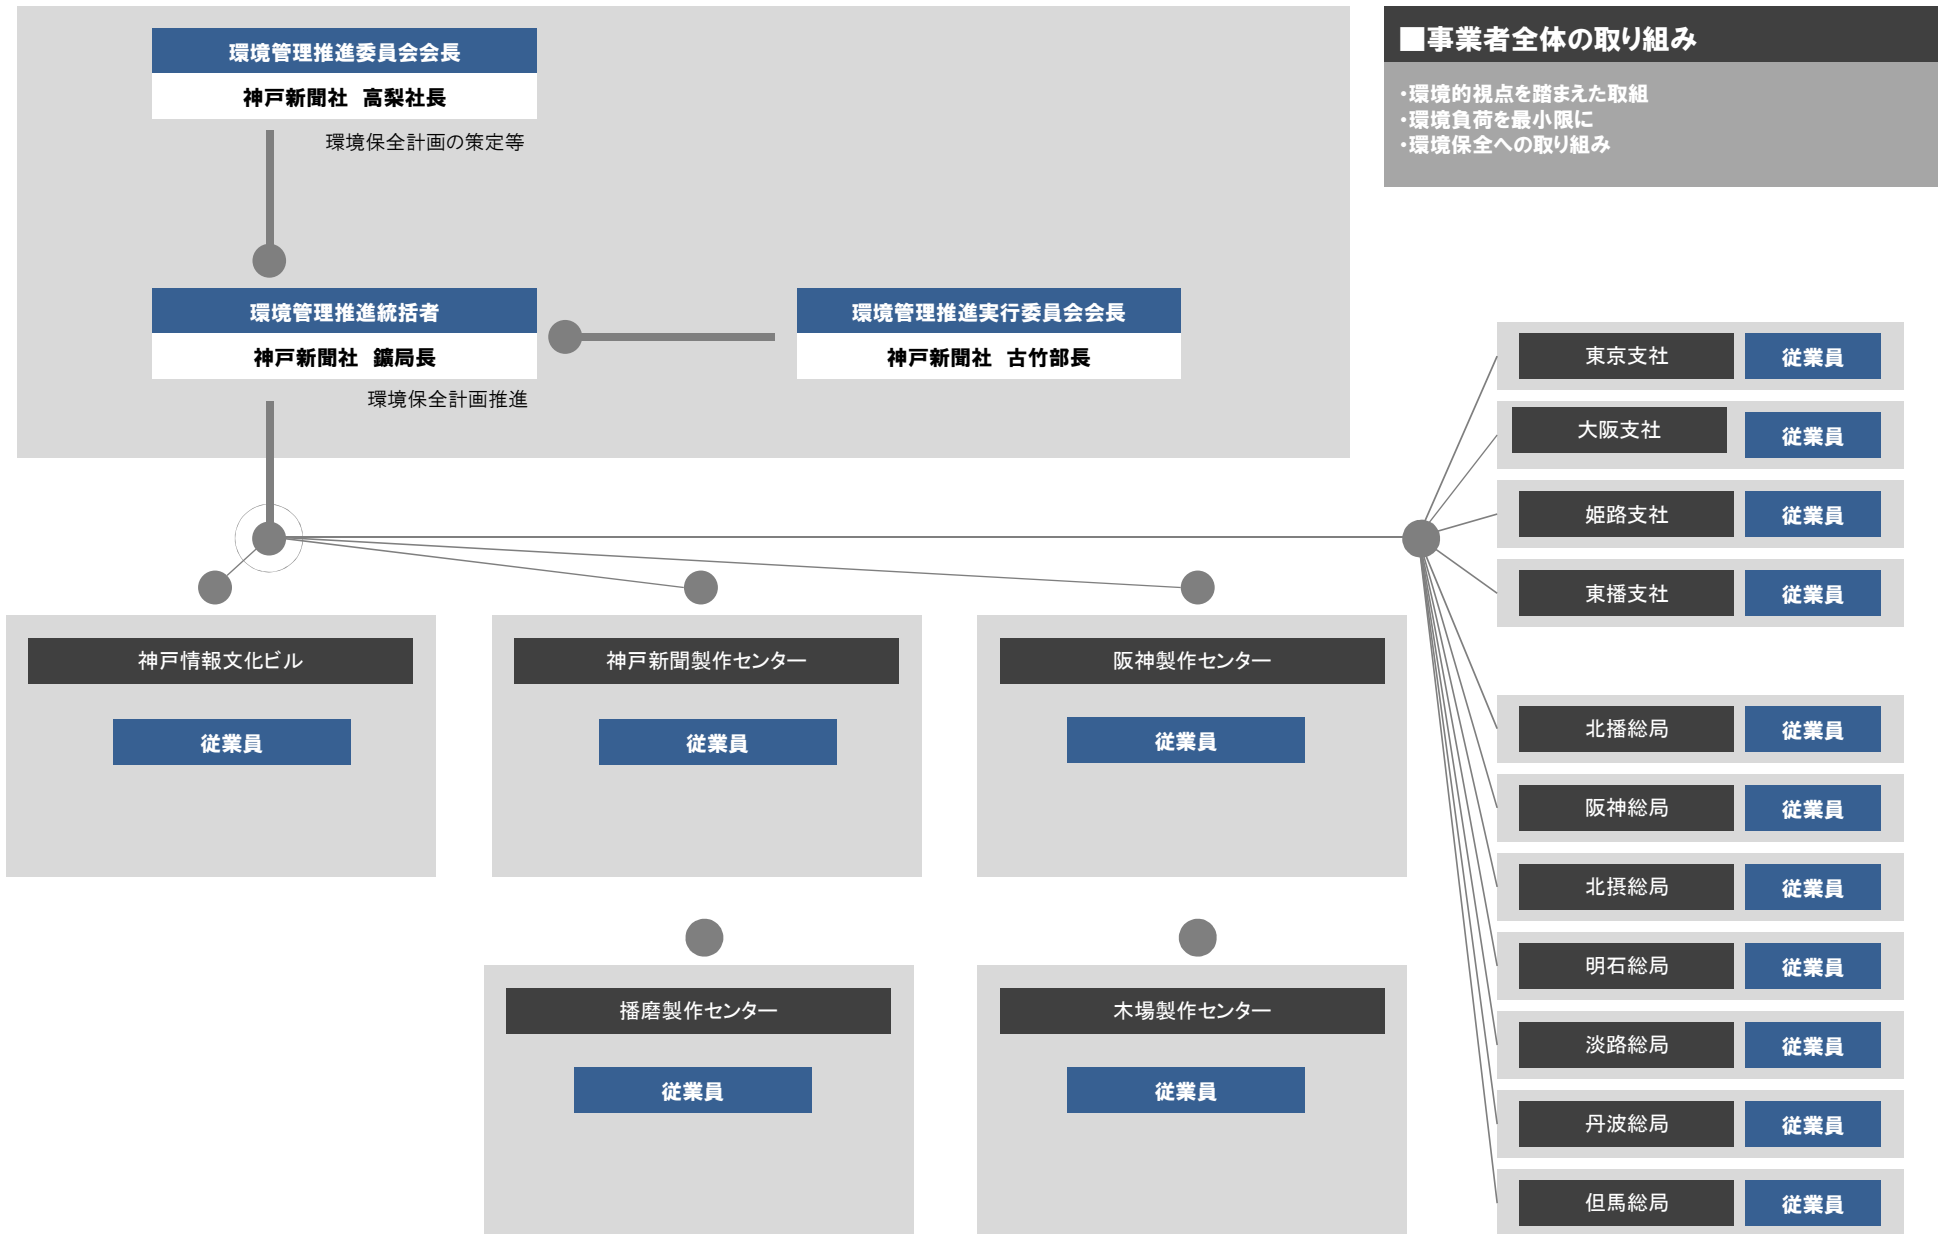 環境管理推進委員会会長
神戸新聞社　高梨社長
環境保全計画の策定等
環境管理推進統括者
神戸新聞社　鑛局長
環境保全計画推進
環境管理推進実行委員会会長
神戸新聞社　古竹部長
■事業者全体の取り組み
・環境的視点を踏まえた取組
・環境負荷を最小限に
・環境保全への取り組み
神戸情報文化ビル
従業員
神戸新聞製作センター
従業員
阪神製作センター
従業員
播磨製作センター
従業員
木場製作センター
従業員
東京支社 従業員
大阪支社 従業員
姫路支社 従業員
東播支社 従業員
北播総局 従業員
阪神総局 従業員
北摂総局 従業員
明石総局 従業員
淡路総局 従業員
丹波総局 従業員
但馬総局 従業員